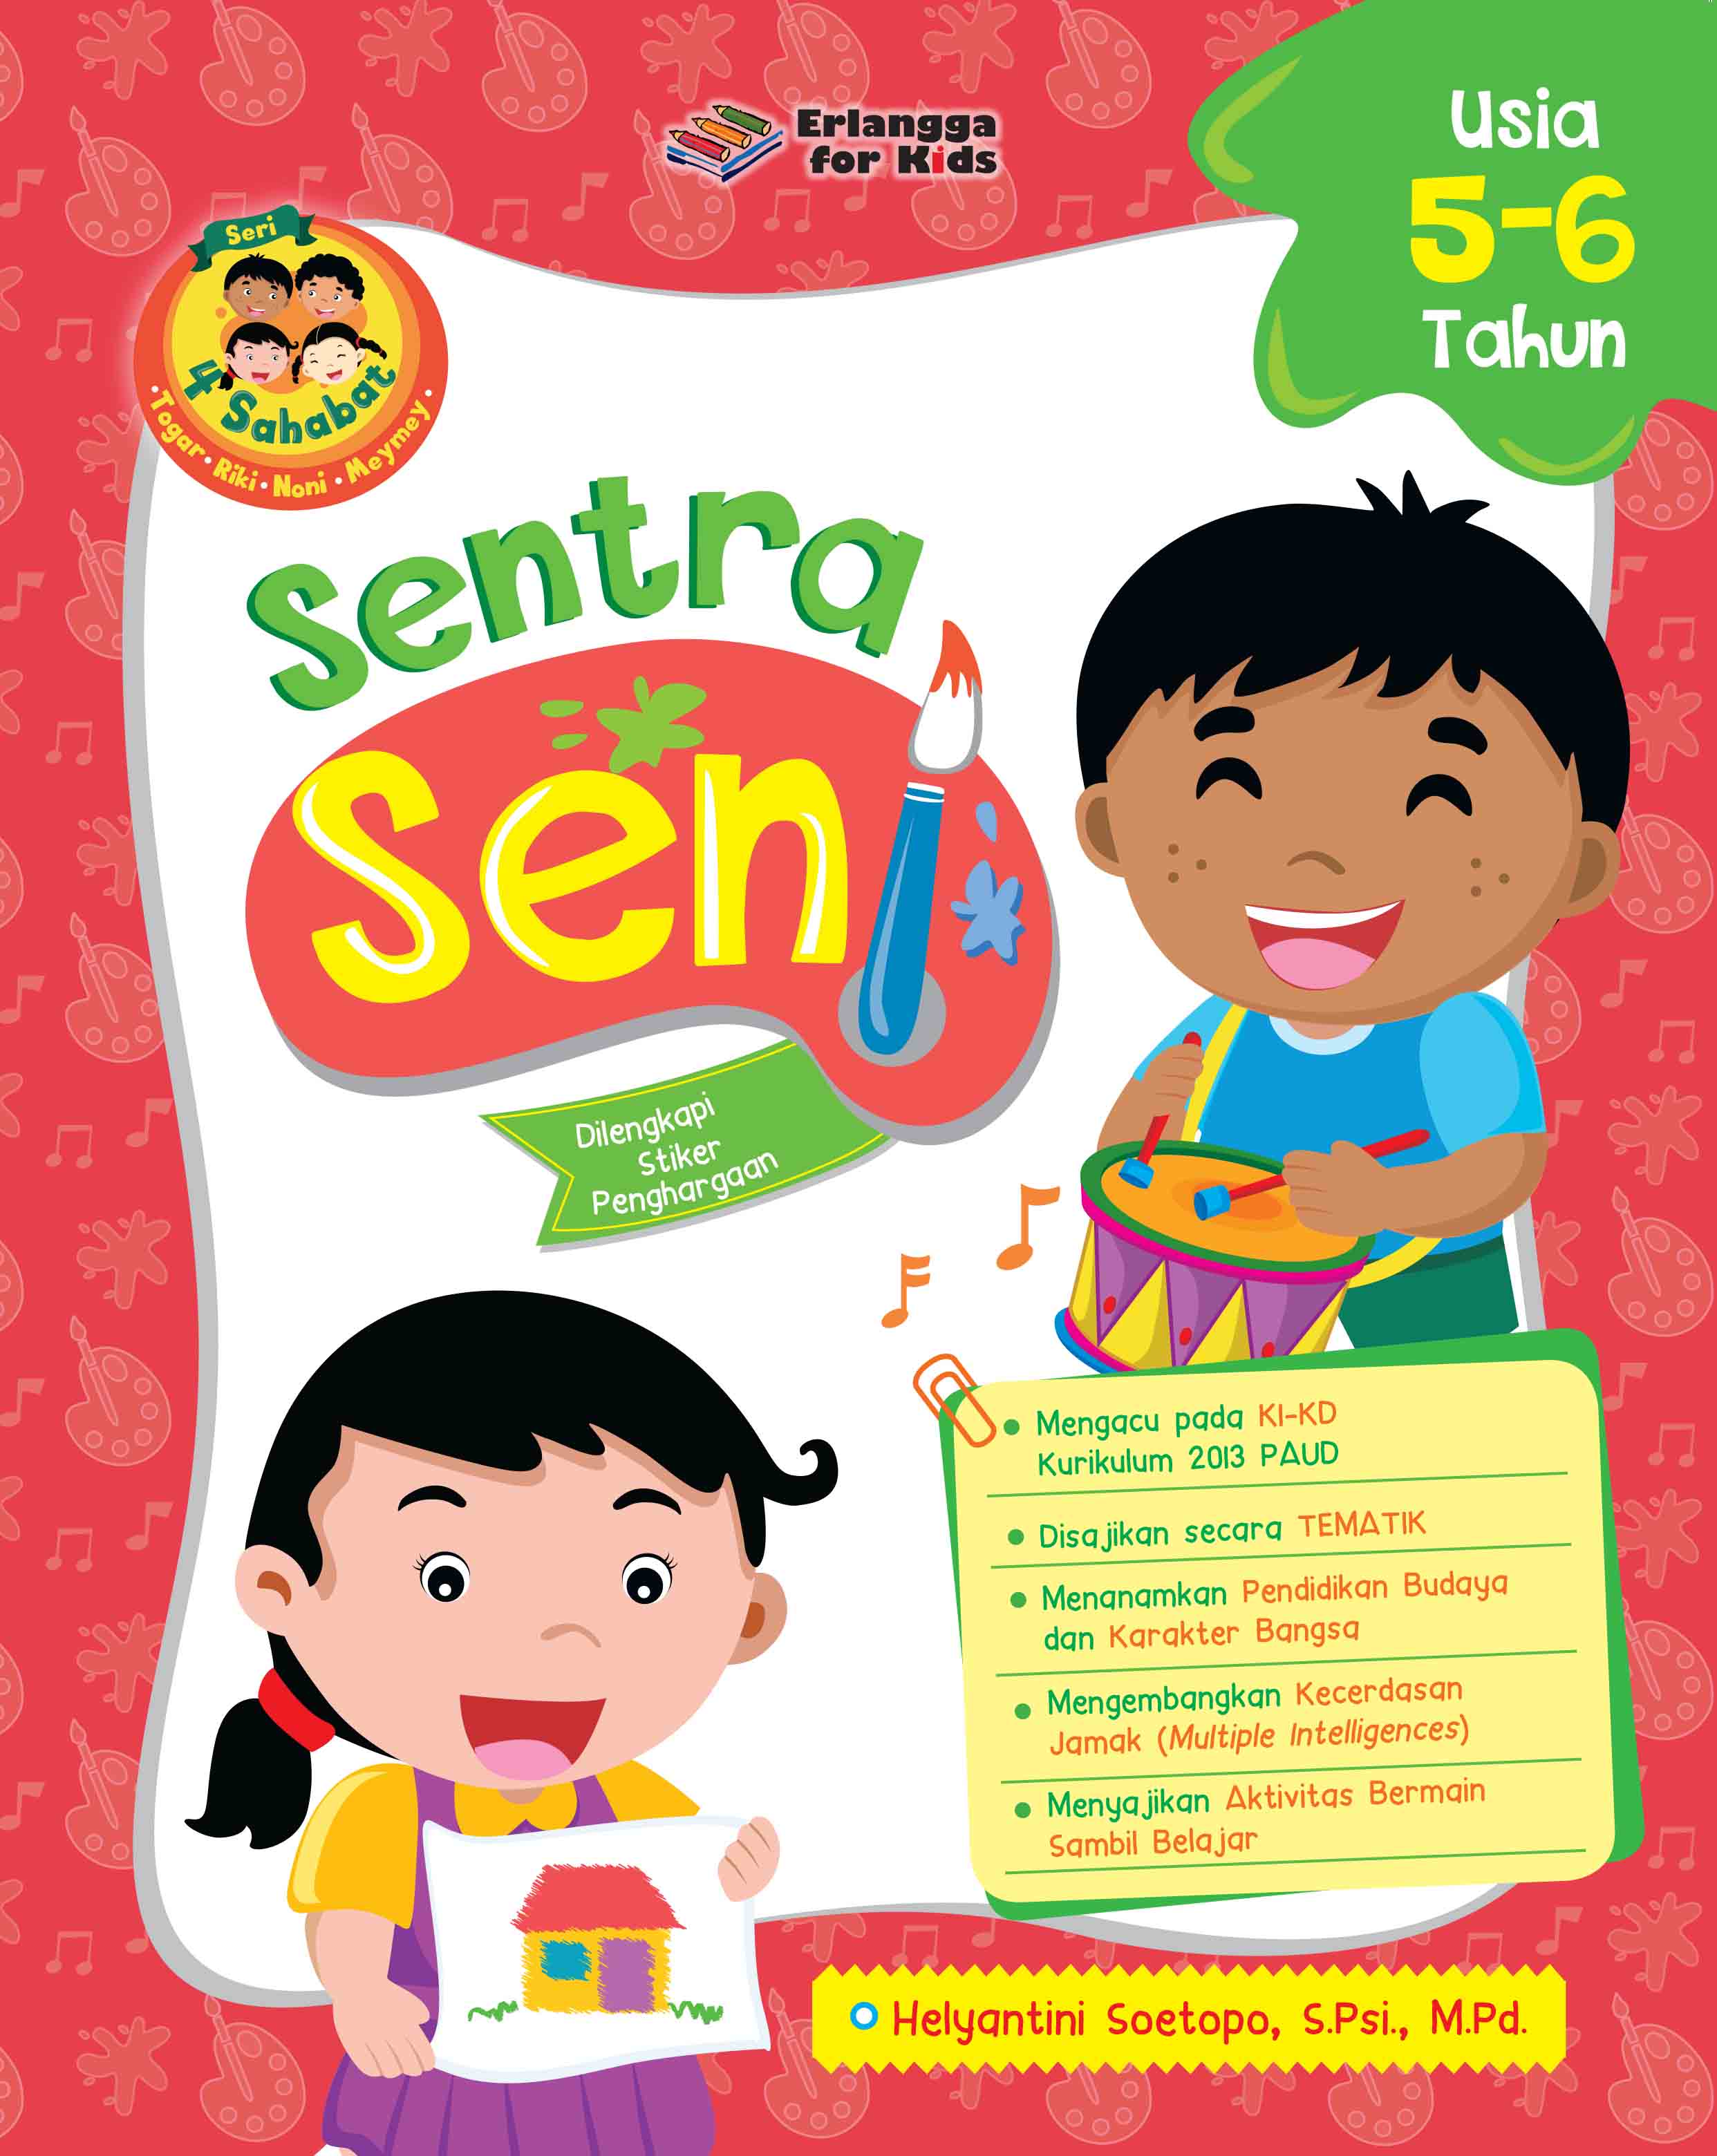 Erlangga
for Kids
Usia
5-6
Tahun
Seri
4 Sahabat
• Togar • Riki • Noni • Meymey •
Sentra
Seni
Dilengkapi
Stiker
Penghargaan
• Mengacu pada KI-KD
Kurikulum 2013 PAUD
• Disajikan secara TEMATIK
• Menanamkan Pendidikan Budaya
dan Karakter Bangsa
• Mengembangkan Kecerdasan
Jamak (Multiple Intelligences)
• Menyajikan Aktivitas Bermain
Sambil Belajar
Helyantini Soetopo, S.Psi., M.Pd.